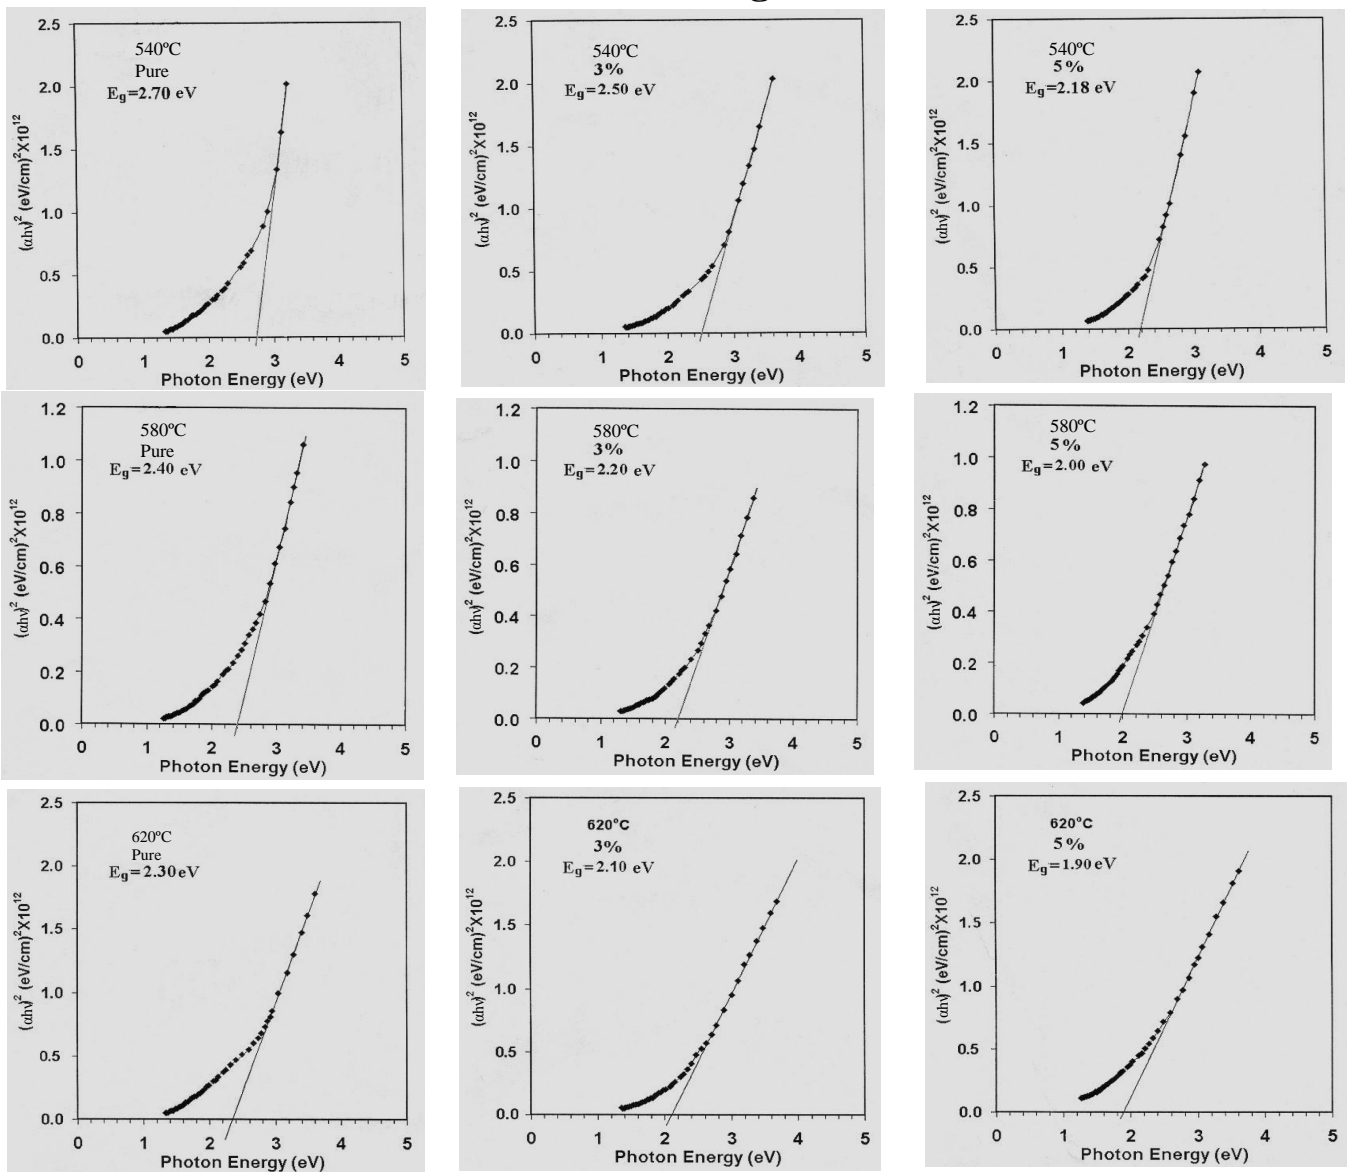 2.5
2.0
1.5
1.0
0.5
0.0
(αhν)² (eV/cm)²X10¹²
540ºC
Pure
Eg=2.70 eV
0 1 2 3 4 5
Photon Energy (eV)
2.5
2.0
1.5
1.0
0.5
0.0
(αhν)² (eV/cm)²X10¹²
540ºC
3%
Eg=2.50 eV
0 1 2 3 4 5
Photon Energy (eV)
2.5
2.0
1.5
1.0
0.5
0.0
(αhν)² (eV/cm)²X10¹²
540ºC
5%
Eg=2.18 eV
0 1 2 3 4 5
Photon Energy (eV)
1.2
1.0
0.8
0.6
0.4
0.2
0.0
(αhν)² (eV/cm)²X10¹²
580ºC
Pure
Eg=2.40 eV
0 1 2 3 4 5
Photon Energy (eV)
1.2
1.0
0.8
0.6
0.4
0.2
0.0
(αhν)² (eV/cm)²X10¹²
580ºC
3%
Eg=2.20 eV
0 1 2 3 4 5
Photon Energy (eV)
1.2
1.0
0.8
0.6
0.4
0.2
0.0
(αhν)² (eV/cm)²X10¹²
580ºC
5%
Eg=2.00 eV
0 1 2 3 4 5
Photon Energy (eV)
2.5
2.0
1.5
1.0
0.5
0.0
(αhν)² (eV/cm)²X10¹²
620ºC
Pure
Eg=2.30 eV
0 1 2 3 4 5
Photon Energy (eV)
2.5
2.0
1.5
1.0
0.5
0.0
(αhν)² (eV/cm)²X10¹²
620°C
3%
Eg=2.10 eV
0 1 2 3 4 5
Photon Energy (eV)
2.5
2.0
1.5
1.0
0.5
0.0
(αhν)² (eV/cm)²X10¹²
620°C
5%
Eg=1.90 eV
0 1 2 3 4 5
Photon Energy (eV)